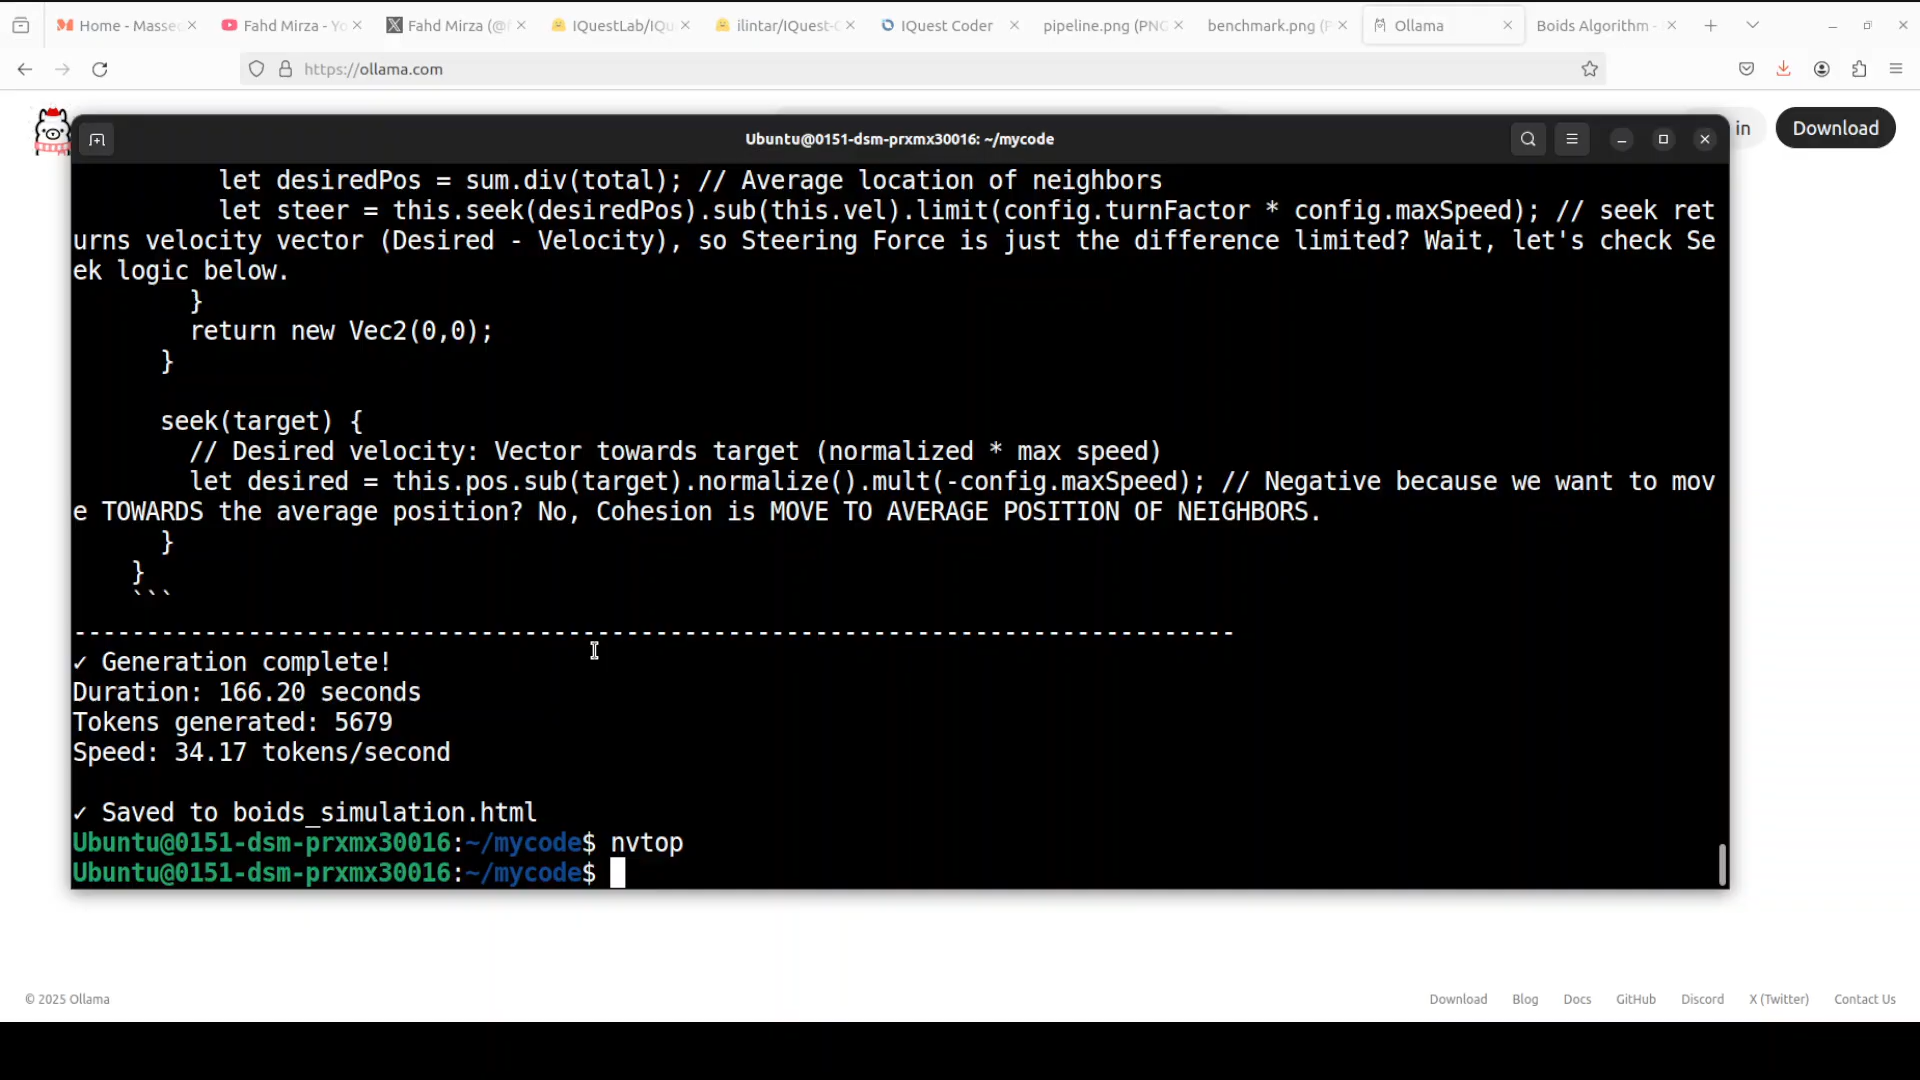 Home - Massec
Fahd Mirza - Yo
Fahd Mirza (@f
IQuestLab/IQu
ilintar/IQuest-C
IQuest Coder
pipeline.png (PNG
benchmark.png (P
Ollama
Boids Algorithm -
https://ollama.com
in
Download
Ubuntu@0151-dsm-prxmx30016: ~/mycode
let desiredPos = sum.div(total); // Average location of neighbors
let steer = this.seek(desiredPos).sub(this.vel).limit(config.turnFactor * config.maxSpeed); // seek ret
urns velocity vector (Desired - Velocity), so Steering Force is just the difference limited? Wait, let's check Se
ek logic below.
}
return new Vec2(0,0);
}
seek(target) {
// Desired velocity: Vector towards target (normalized * max speed)
let desired = this.pos.sub(target).normalize().mult(-config.maxSpeed); // Negative because we want to mov
e TOWARDS the average position? No, Cohesion is MOVE TO AVERAGE POSITION OF NEIGHBORS.
}
}
```
--------------------------------------------------------------------------------
✓ Generation complete!
Duration: 166.20 seconds
Tokens generated: 5679
Speed: 34.17 tokens/second
✓ Saved to boids_simulation.html
Ubuntu@0151-dsm-prxmx30016:~/mycode$ nvtop
Ubuntu@0151-dsm-prxmx30016:~/mycode$
© 2025 Ollama
Download Blog Docs GitHub Discord X (Twitter) Contact Us